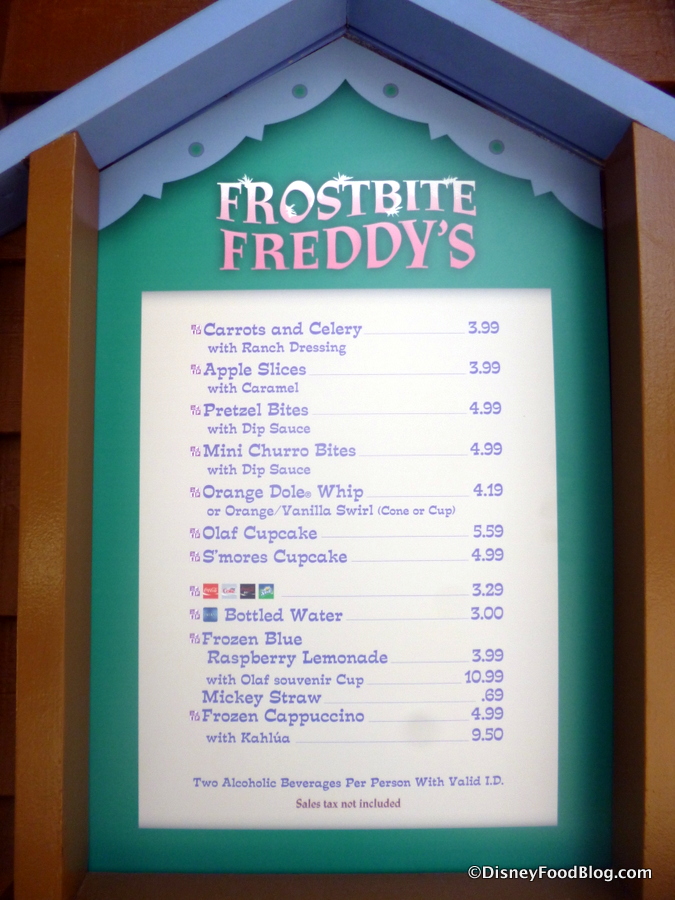 FROSTBITE
FREDDY'S
Carrots and Celery 3.99
with Ranch Dressing
Apple Slices 3.99
with Caramel
Pretzel Bites 4.99
with Dip Sauce
Mini Churro Bites 4.99
with Dip Sauce
Orange Dole® Whip 4.19
or Orange/Vanilla Swirl (Cone or Cup)
Olaf Cupcake 5.59
S'mores Cupcake 4.99
3.29
Bottled Water 3.00
Frozen Blue
Raspberry Lemonade 3.99
with Olaf souvenir Cup 10.99
Mickey Straw .69
Frozen Cappuccino 4.99
with Kahlúa 9.50
Two Alcoholic Beverages Per Person With Valid I.D.
Sales tax not included
©DisneyFoodBlog.com